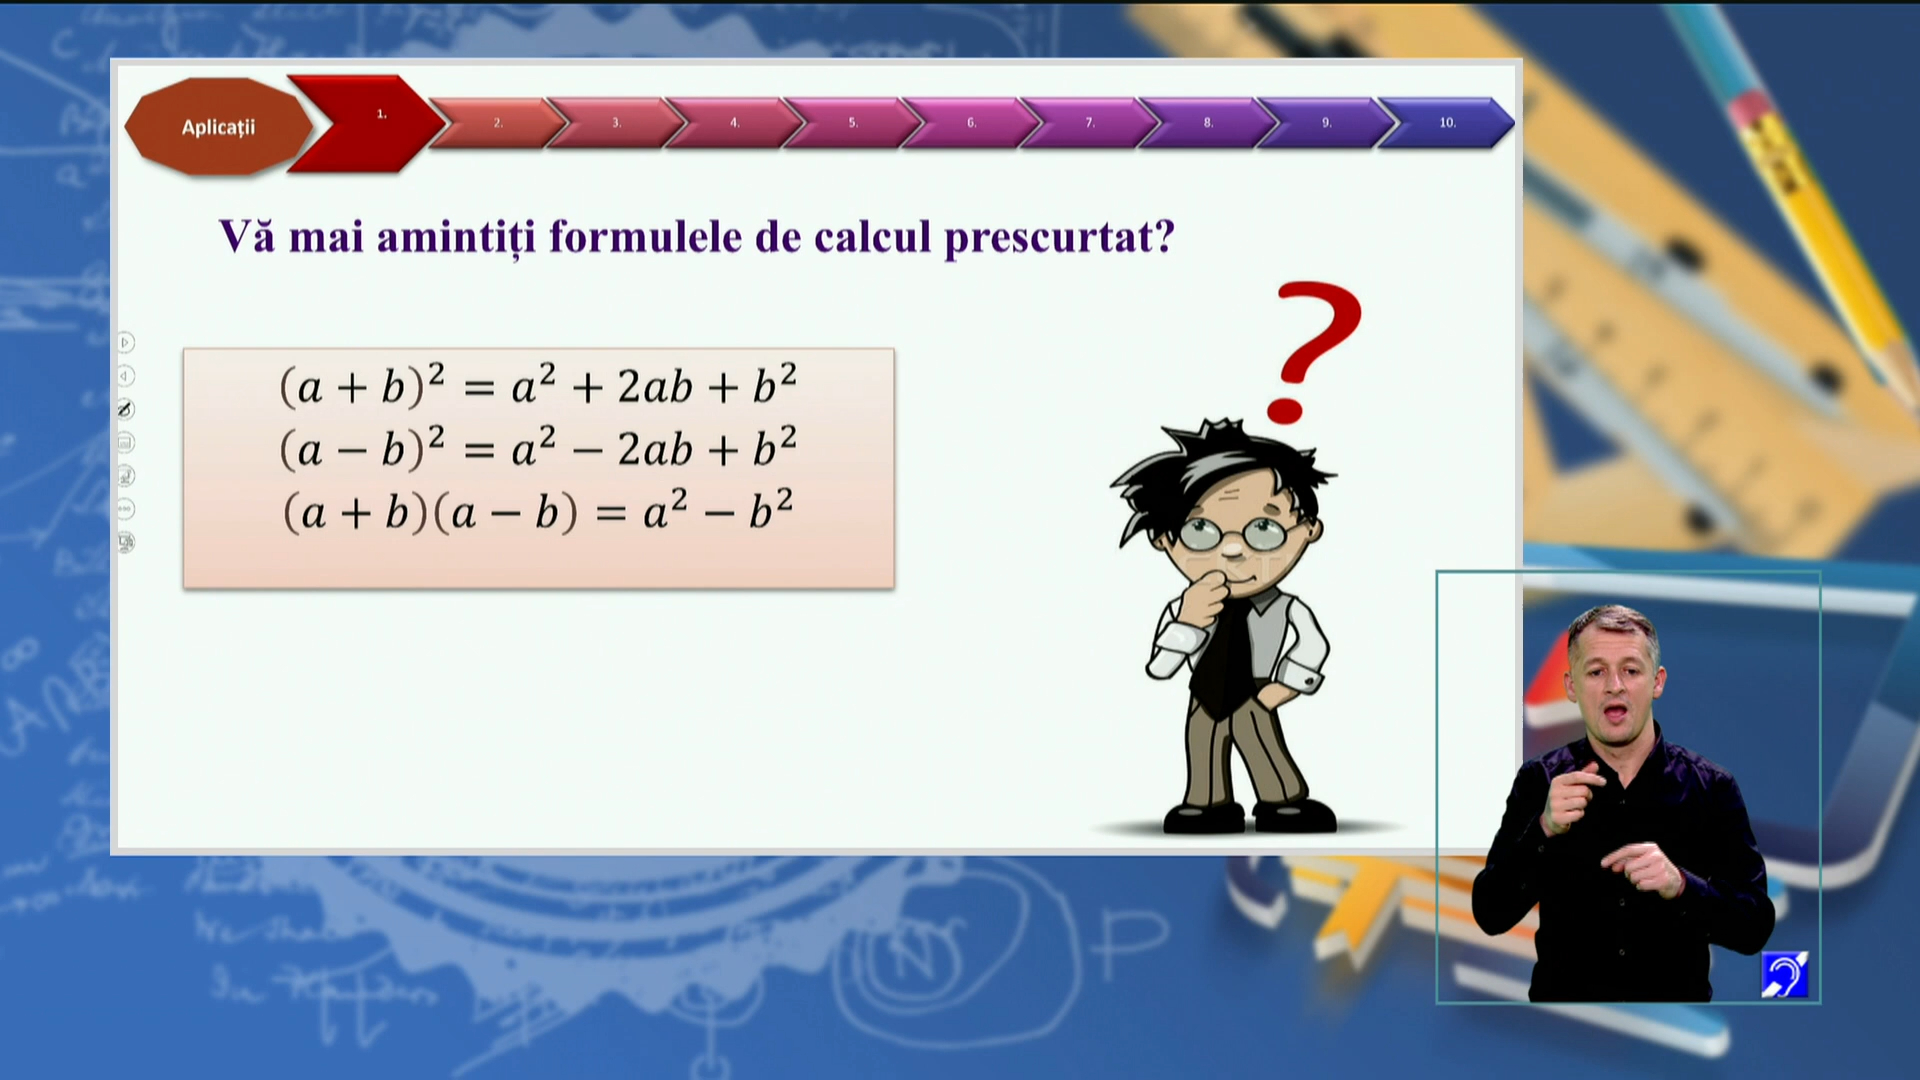 Aplicații
1.
2.
3.
4.
5.
6.
7.
8.
9.
10.
Vă mai amintiți formulele de calcul prescurtat?
(a + b)² = a² + 2ab + b²
(a − b)² = a² − 2ab + b²
(a + b)(a − b) = a² − b²
?
N
P